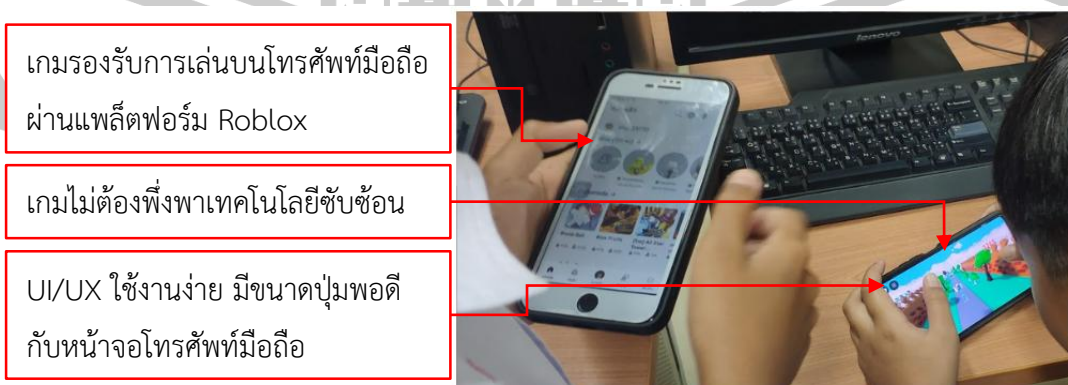 เกมรองรับการเล่นบนโทรศัพท์มือถือ
ผ่านแพล็ตฟอร์ม Roblox
เกมไม่ต้องพึ่งพาเทคโนโลยีซับซ้อน
UI/UX ใช้งานง่าย มีขนาดปุ่มพอดี
กับหน้าจอโทรศัพท์มือถือ
lenovo